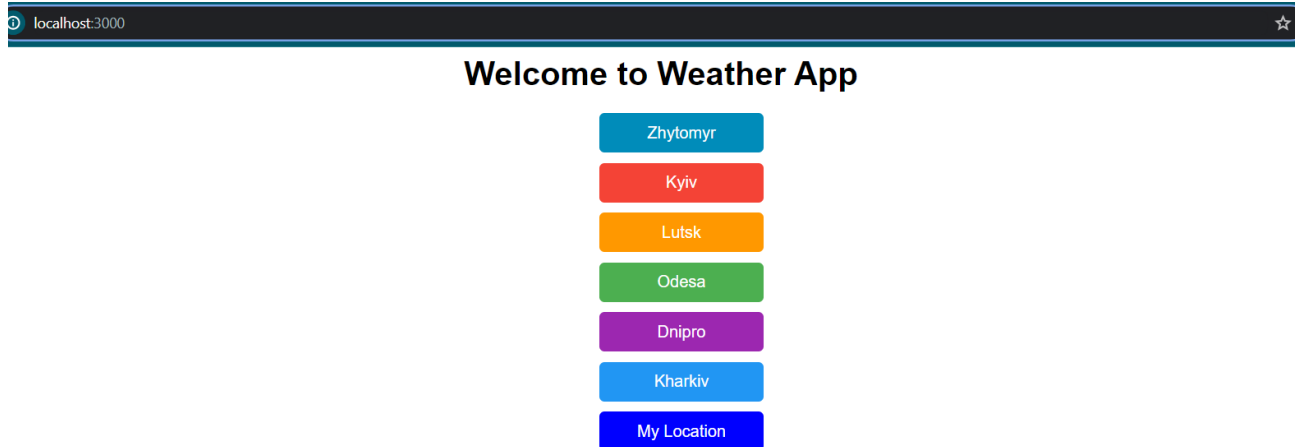 localhost:3000
Welcome to Weather App
Zhytomyr
Kyiv
Lutsk
Odesa
Dnipro
Kharkiv
My Location